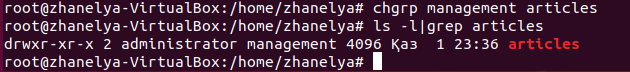 root@zhanelya-VirtualBox:/home/zhanelya# chgrp management articles
root@zhanelya-VirtualBox:/home/zhanelya# ls -l|grep articles
drwxr-xr-x 2 administrator management 4096 Қаз  1 23:36 articles
root@zhanelya-VirtualBox:/home/zhanelya#